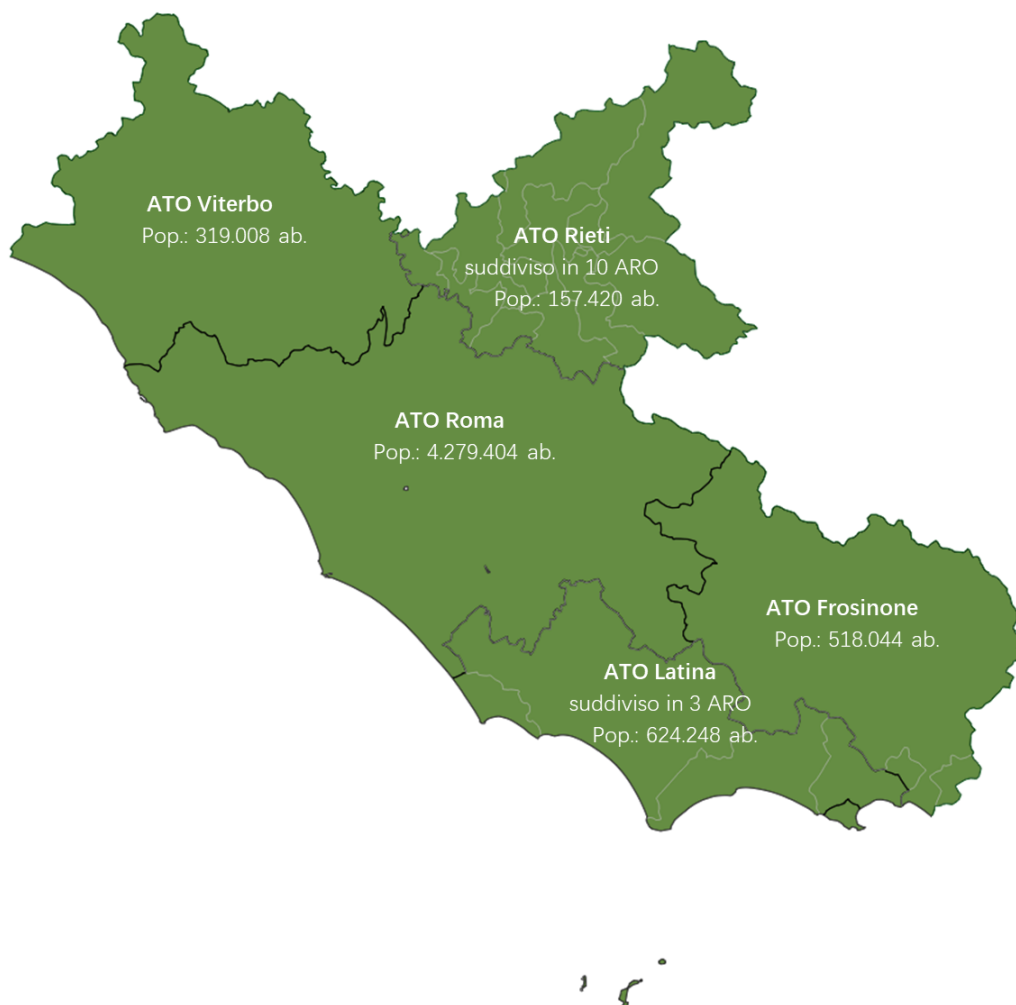 ATO Viterbo
Pop.: 319.008 ab.
ATO Rieti
suddiviso in 10 ARO
Pop.: 157.420 ab.
ATO Roma
Pop.: 4.279.404 ab.
ATO Frosinone
Pop.: 518.044 ab.
ATO Latina
suddiviso in 3 ARO
Pop.: 624.248 ab.